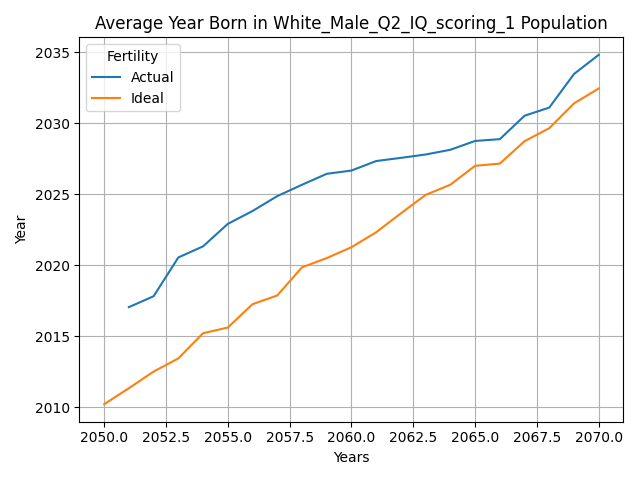 Average Year Born in White_Male_Q2_IQ_scoring_1 Population
Fertility
Actual
Ideal
2035
2030
2025
2020
2015
2010
Year
2050.0 2052.5 2055.0 2057.5 2060.0 2062.5 2065.0 2067.5 2070.0
Years